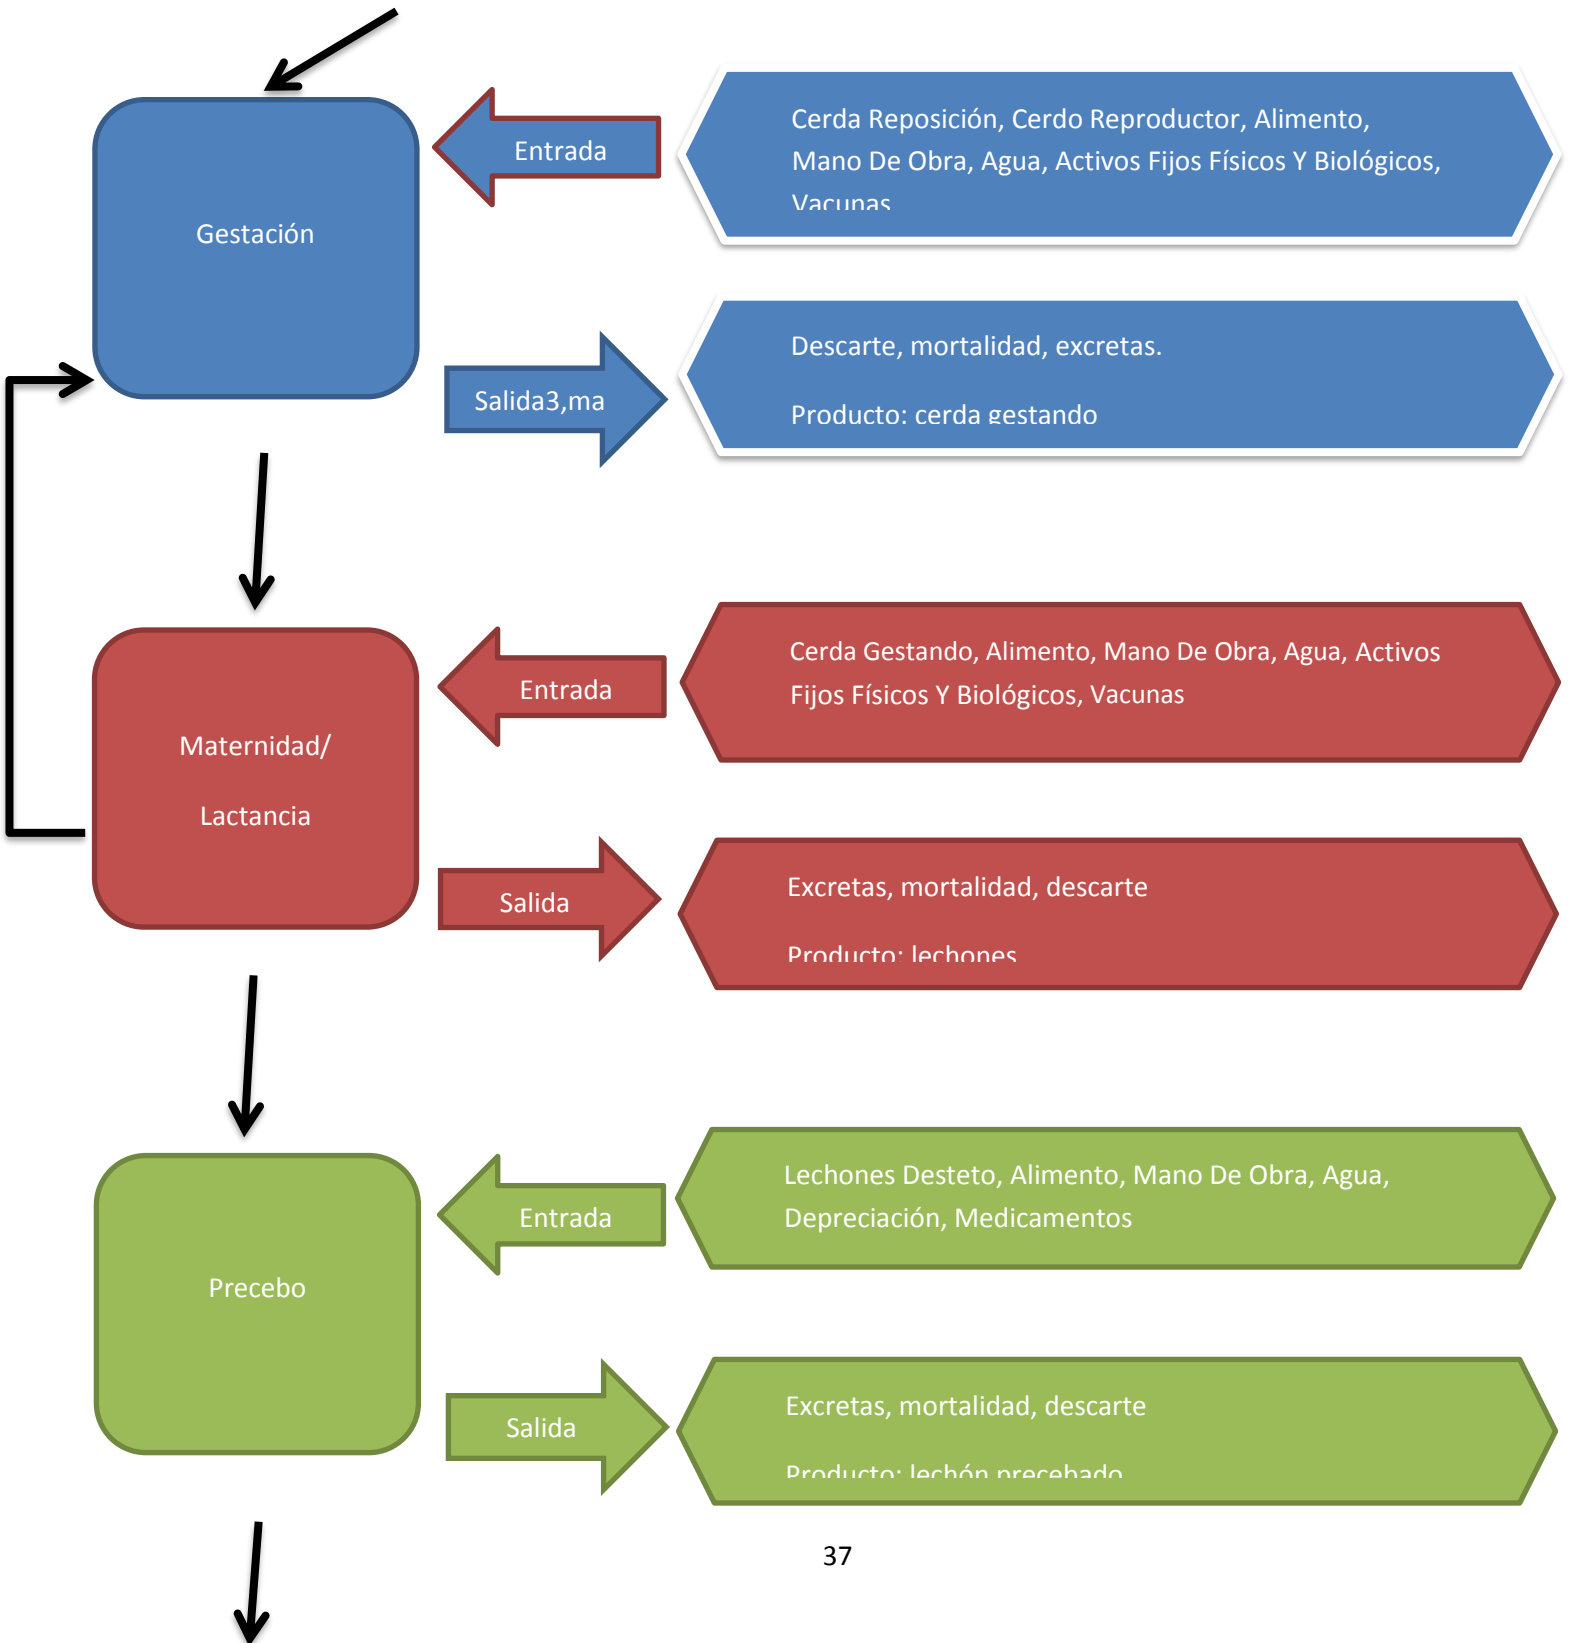 Gestación
Entrada
Cerda Reposición, Cerdo Reproductor, Alimento,
Mano De Obra, Agua, Activos Fijos Físicos Y Biológicos,
Vacunas
Salida3,ma
Descarte, mortalidad, excretas.
Producto: cerda gestando
Maternidad/
Lactancia
Entrada
Cerda Gestando, Alimento, Mano De Obra, Agua, Activos
Fijos Físicos Y Biológicos, Vacunas
Salida
Excretas, mortalidad, descarte
Producto: lechones
Precebo
Entrada
Lechones Desteto, Alimento, Mano De Obra, Agua,
Depreciación, Medicamentos
Salida
Excretas, mortalidad, descarte
Producto: lechón precebado
37